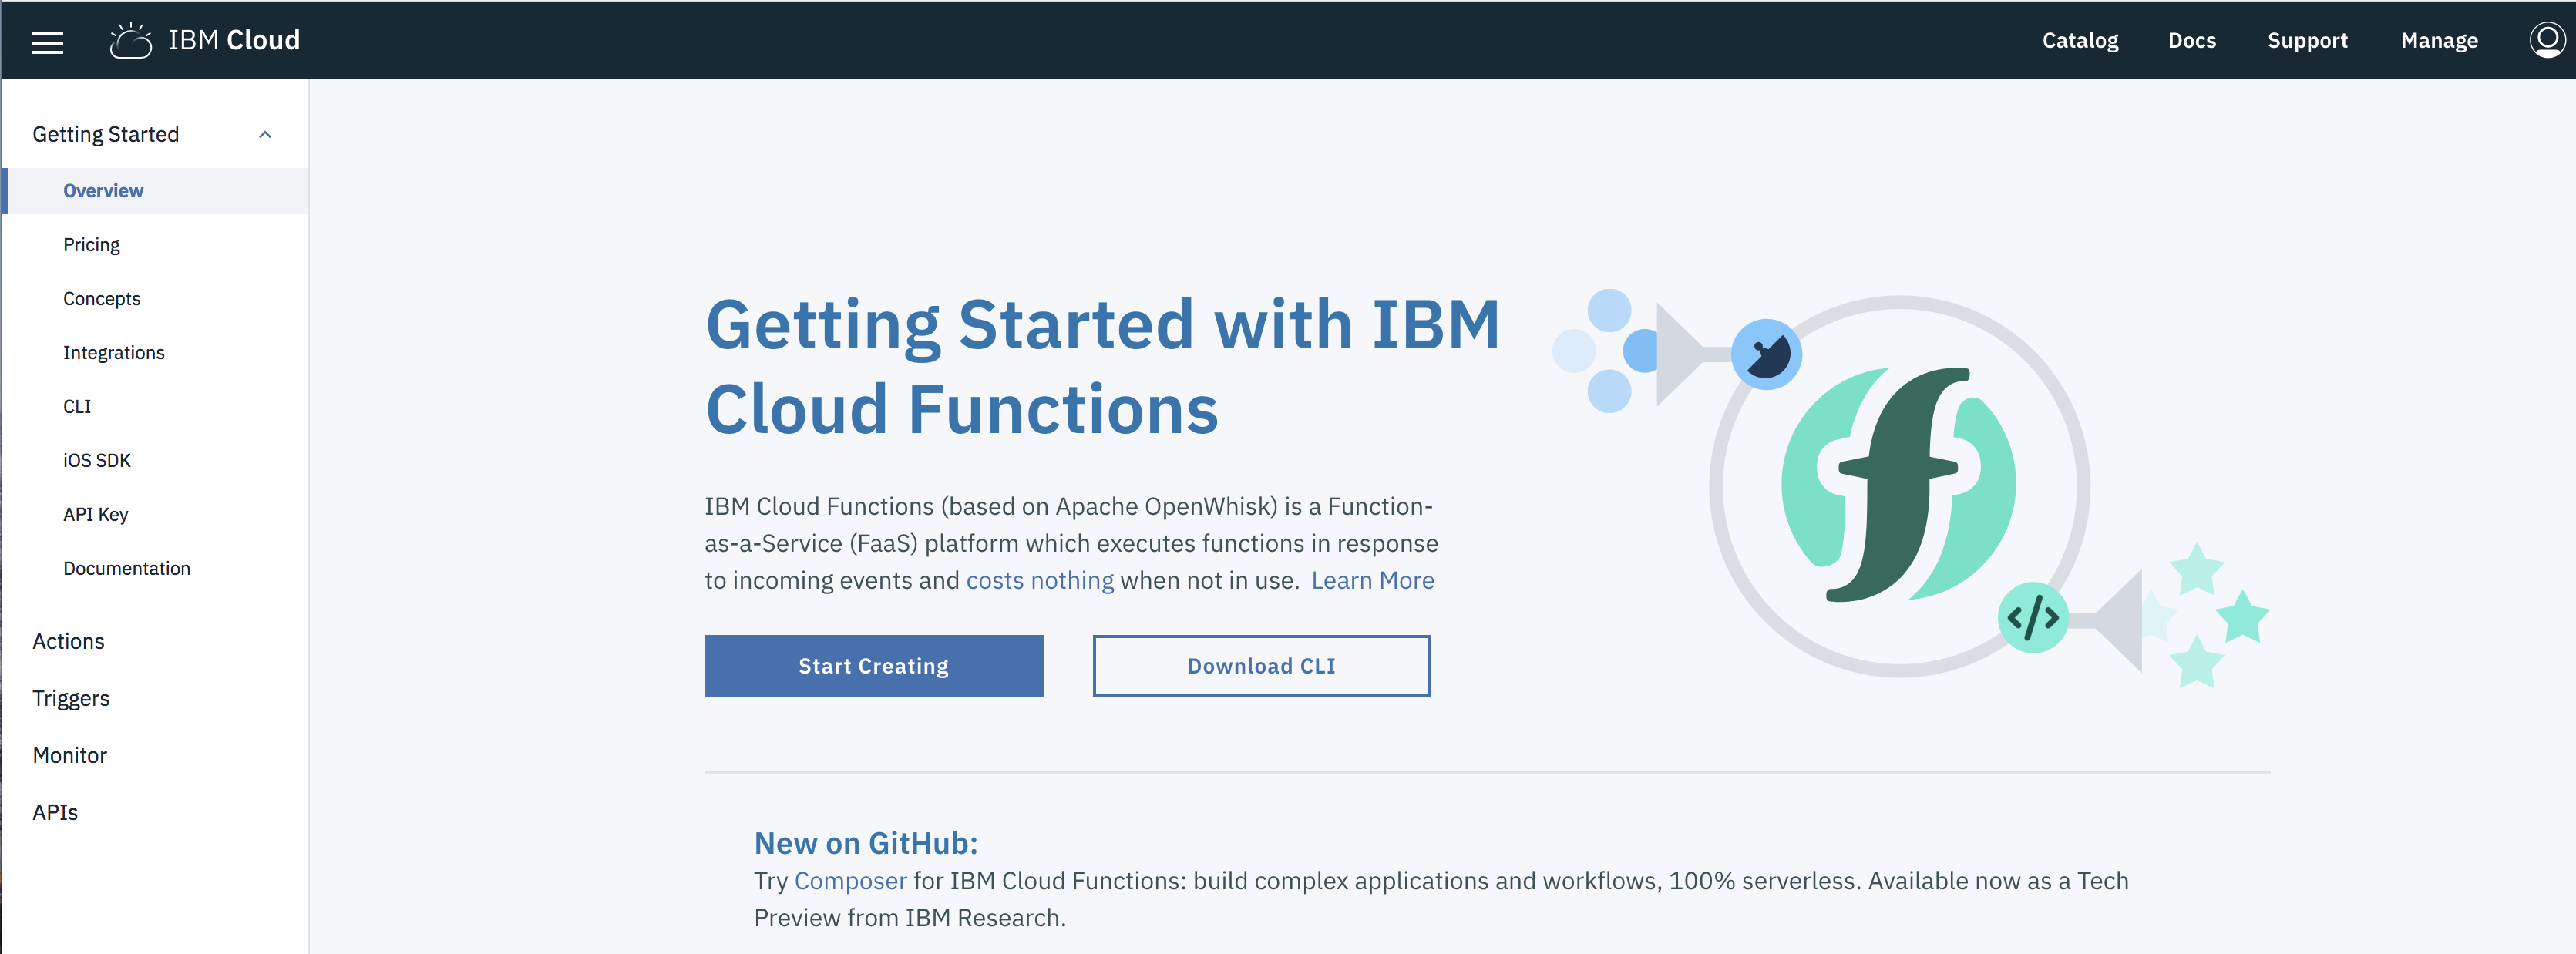 IBM Cloud
Catalog
Docs
Support
Manage
Getting Started
Overview
Pricing
Concepts
Integrations
CLI
iOS SDK
API Key
Documentation
Actions
Triggers
Monitor
APIs
Getting Started with IBM
Cloud Functions
IBM Cloud Functions (based on Apache OpenWhisk) is a Function-
as-a-Service (FaaS) platform which executes functions in response
to incoming events and costs nothing when not in use. Learn More
Start Creating
Download CLI
f
</>
New on GitHub:
Try Composer for IBM Cloud Functions: build complex applications and workflows, 100% serverless. Available now as a Tech
Preview from IBM Research.